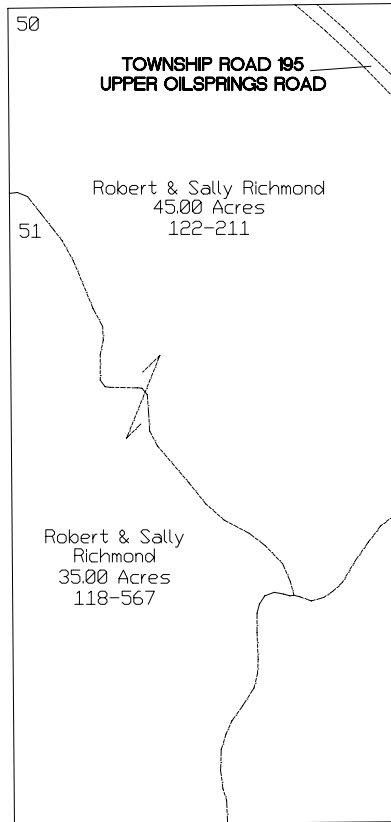 50
TOWNSHIP ROAD 195
UPPER OILSPRINGS ROAD
Robert & Sally Richmond
45.00 Acres
122-211
51
Robert & Sally
Richmond
35.00 Acres
118-567